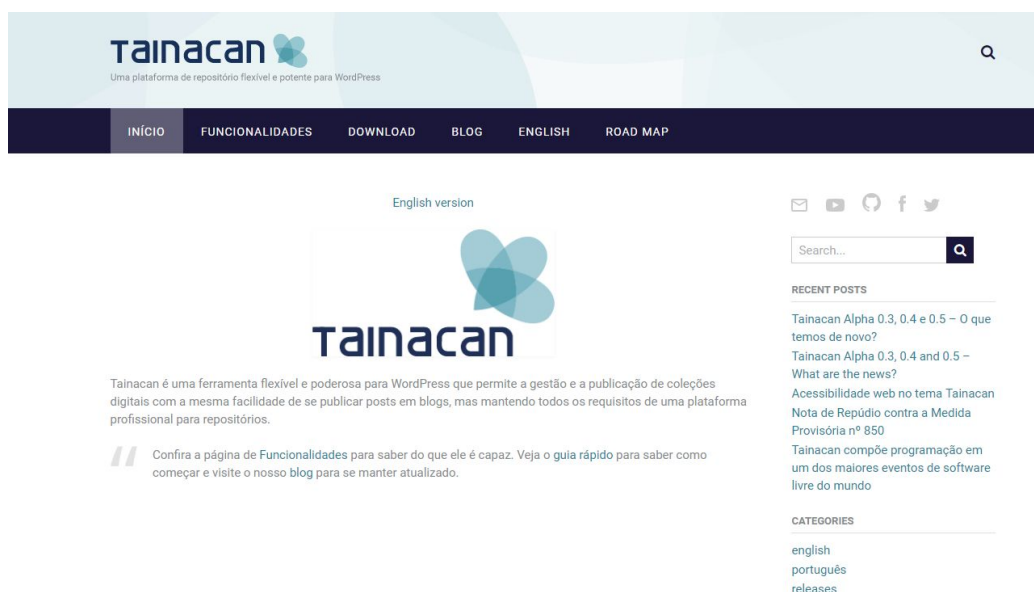 Tainacan
Uma plataforma de repositório flexível e potente para WordPress
INÍCIO FUNCIONALIDADES DOWNLOAD BLOG ENGLISH ROAD MAP
English version
Tainacan
Tainacan é uma ferramenta flexível e poderosa para WordPress que permite a gestão e a publicação de coleções
digitais com a mesma facilidade de se publicar posts em blogs, mas mantendo todos os requisitos de uma plataforma
profissional para repositórios.
Confira a página de Funcionalidades para saber do que ele é capaz. Veja o guia rápido para saber como
começar e visite o nosso blog para se manter atualizado.
Search...
RECENT POSTS
Tainacan Alpha 0.3, 0.4 e 0.5 – O que
temos de novo?
Tainacan Alpha 0.3, 0.4 and 0.5 –
What are the news?
Acessibilidade web no tema Tainacan
Nota de Repúdio contra a Medida
Provisória nº 850
Tainacan compõe programação em
um dos maiores eventos de software
livre do mundo
CATEGORIES
english
português
releases